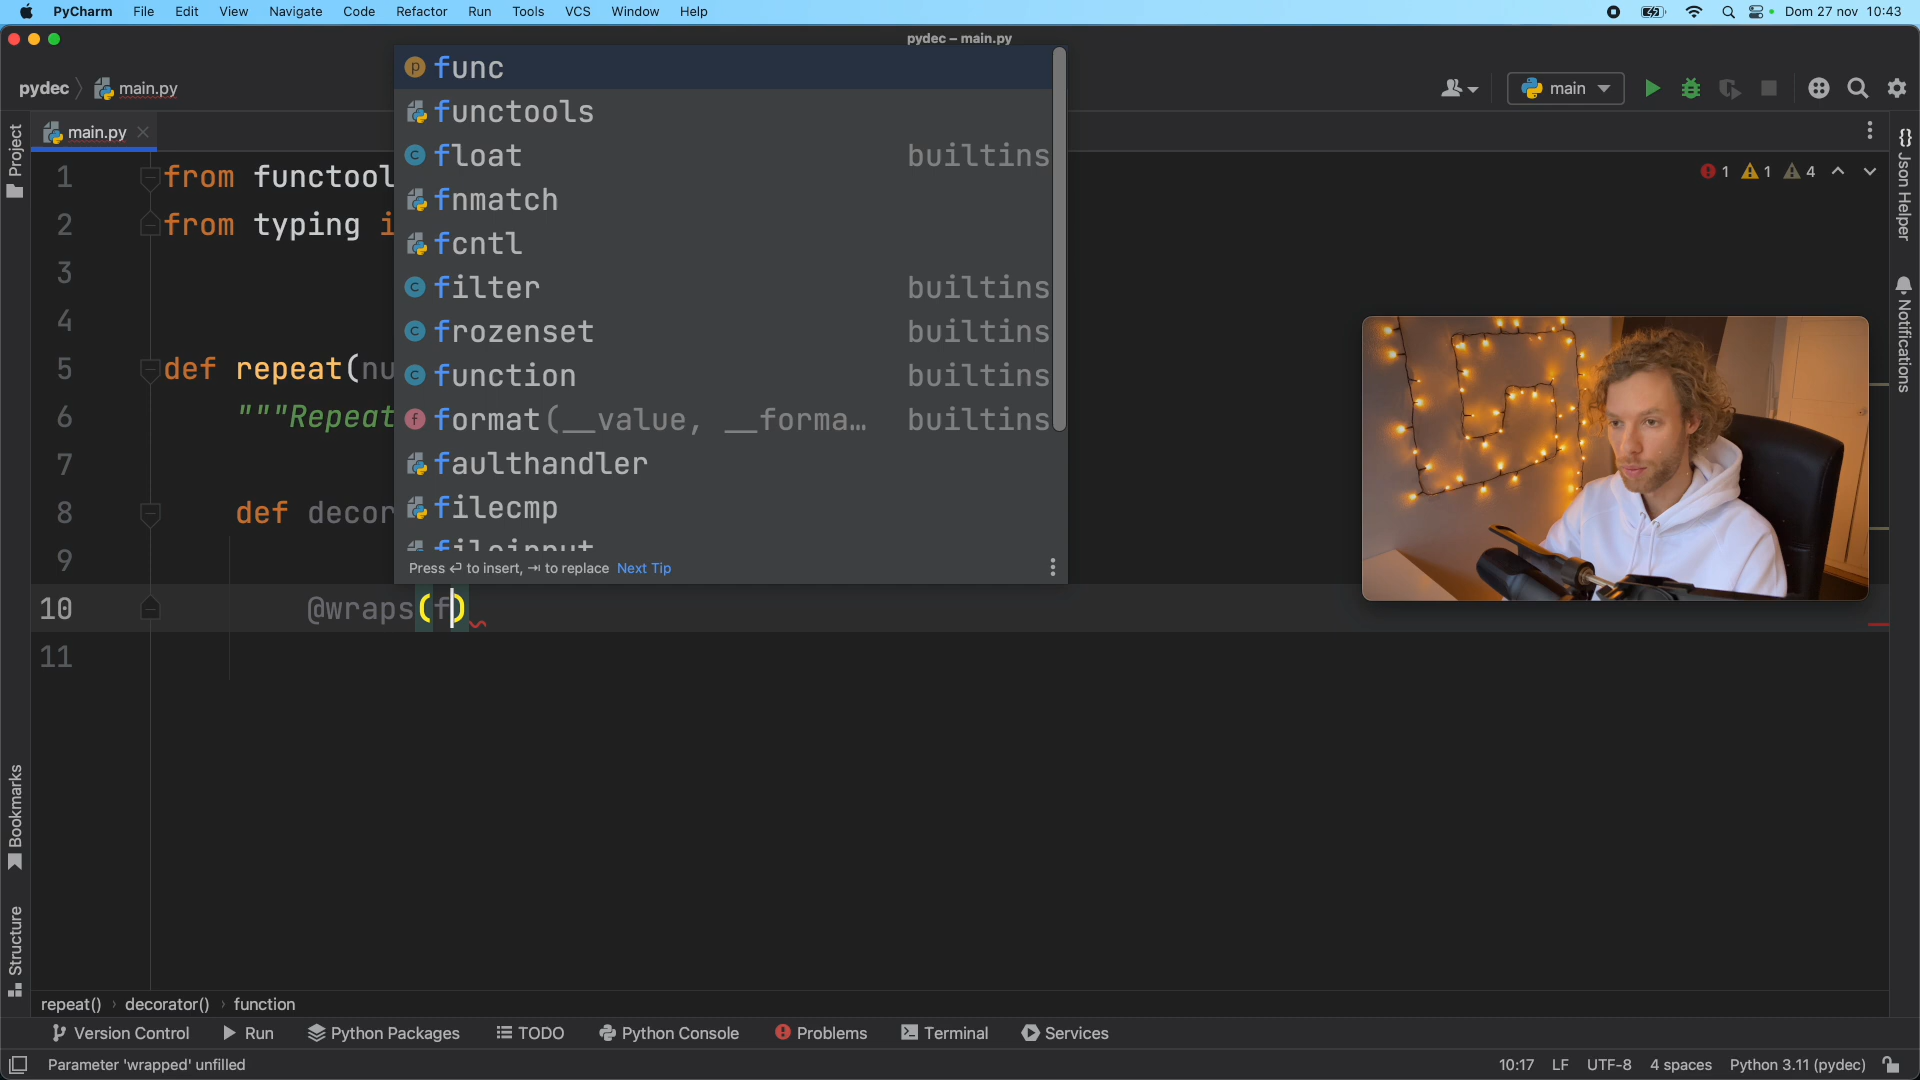 PyCharm File Edit View Navigate Code Refactor Run Tools VCS Window Help Dom 27 nov 10:43
pydec – main.py
pydec main.py
main
main.py
Project
1 from functool
2 from typing i
3
4
5 def repeat(nu
6 """Repeat
7
8 def decor
9
10 @wraps(f)
11
p func
functools
c float builtins
fnmatch
fcntl
c filter builtins
c frozenset builtins
c function builtins
f format(__value, __forma… builtins
faulthandler
filecmp
fileinput
Press ↩ to insert, ⇥ to replace Next Tip
1 1 4
{} Json Helper
Notifications
Bookmarks
Structure
repeat() › decorator() › function
Version Control Run Python Packages TODO Python Console Problems Terminal Services
Parameter 'wrapped' unfilled 10:17 LF UTF-8 4 spaces Python 3.11 (pydec)